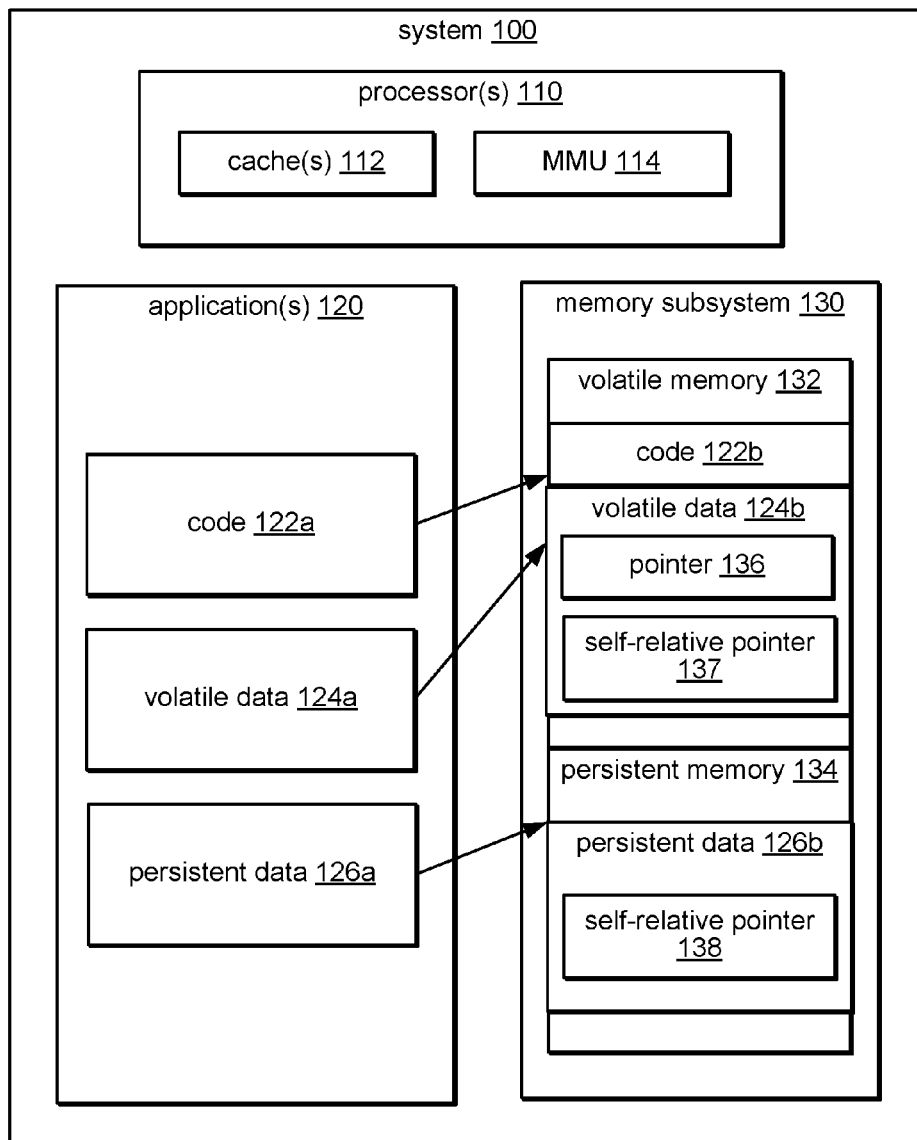 system 100
processor(s) 110
cache(s) 112
MMU 114
application(s) 120
code 122a
volatile data 124a
persistent data 126a
memory subsystem 130
volatile memory 132
code 122b
volatile data 124b
pointer 136
self-relative pointer
137
persistent memory 134
persistent data 126b
self-relative pointer
138